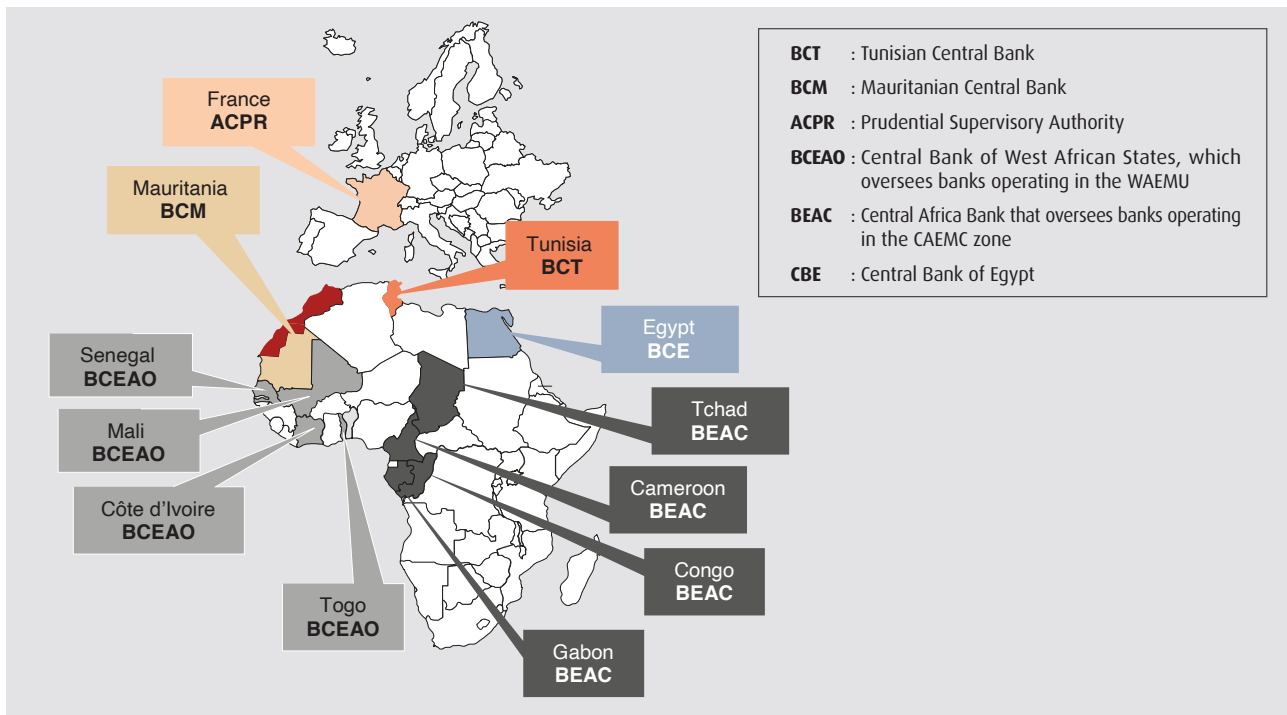 France
ACPR
Mauritania
BCM
Tunisia
BCT
Egypt
BCE
Senegal
BCEAO
Mali
BCEAO
Côte d'Ivoire
BCEAO
Togo
BCEAO
Tchad
BEAC
Cameroon
BEAC
Congo
BEAC
Gabon
BEAC
BCT : Tunisian Central Bank
BCM : Mauritanian Central Bank
ACPR : Prudential Supervisory Authority
BCEAO : Central Bank of West African States, which
oversees banks operating in the WAEMU
BEAC : Central Africa Bank that oversees banks operating
in the CAEMC zone
CBE : Central Bank of Egypt